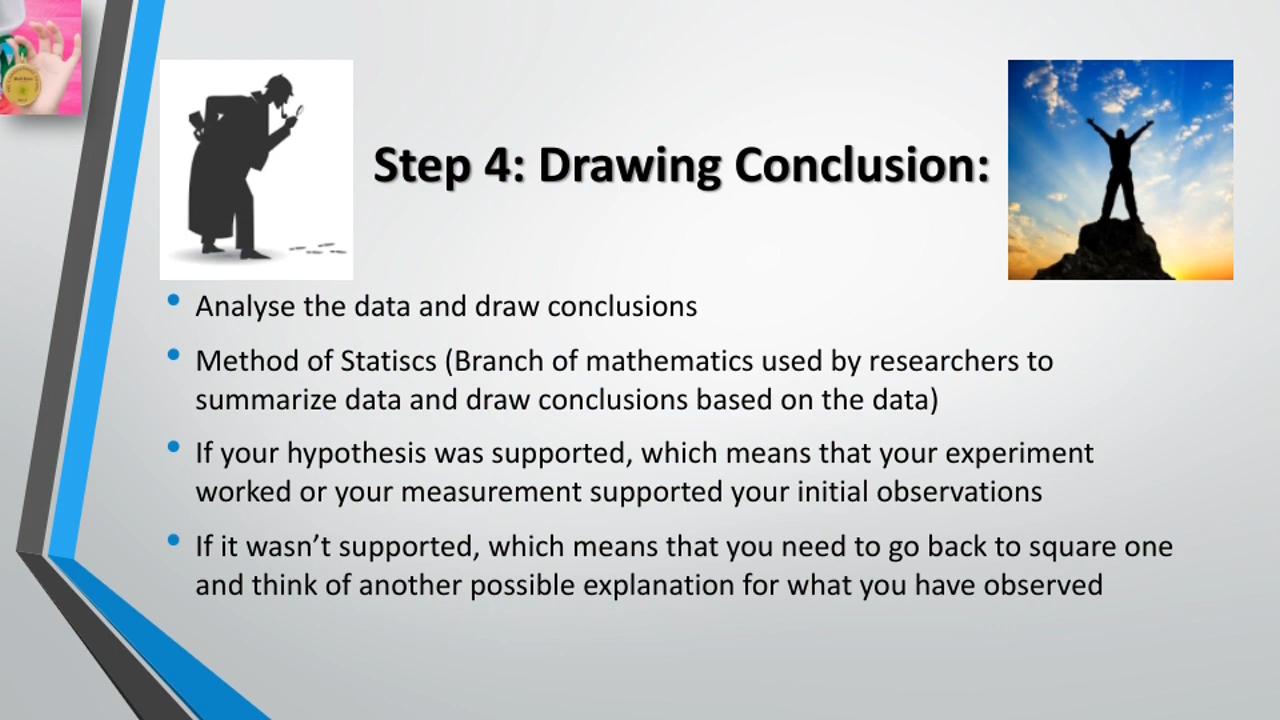 Step 4: Drawing Conclusion:
Analyse the data and draw conclusions
Method of Statiscs (Branch of mathematics used by researchers to
summarize data and draw conclusions based on the data)
If your hypothesis was supported, which means that your experiment
worked or your measurement supported your initial observations
If it wasn’t supported, which means that you need to go back to square one
and think of another possible explanation for what you have observed